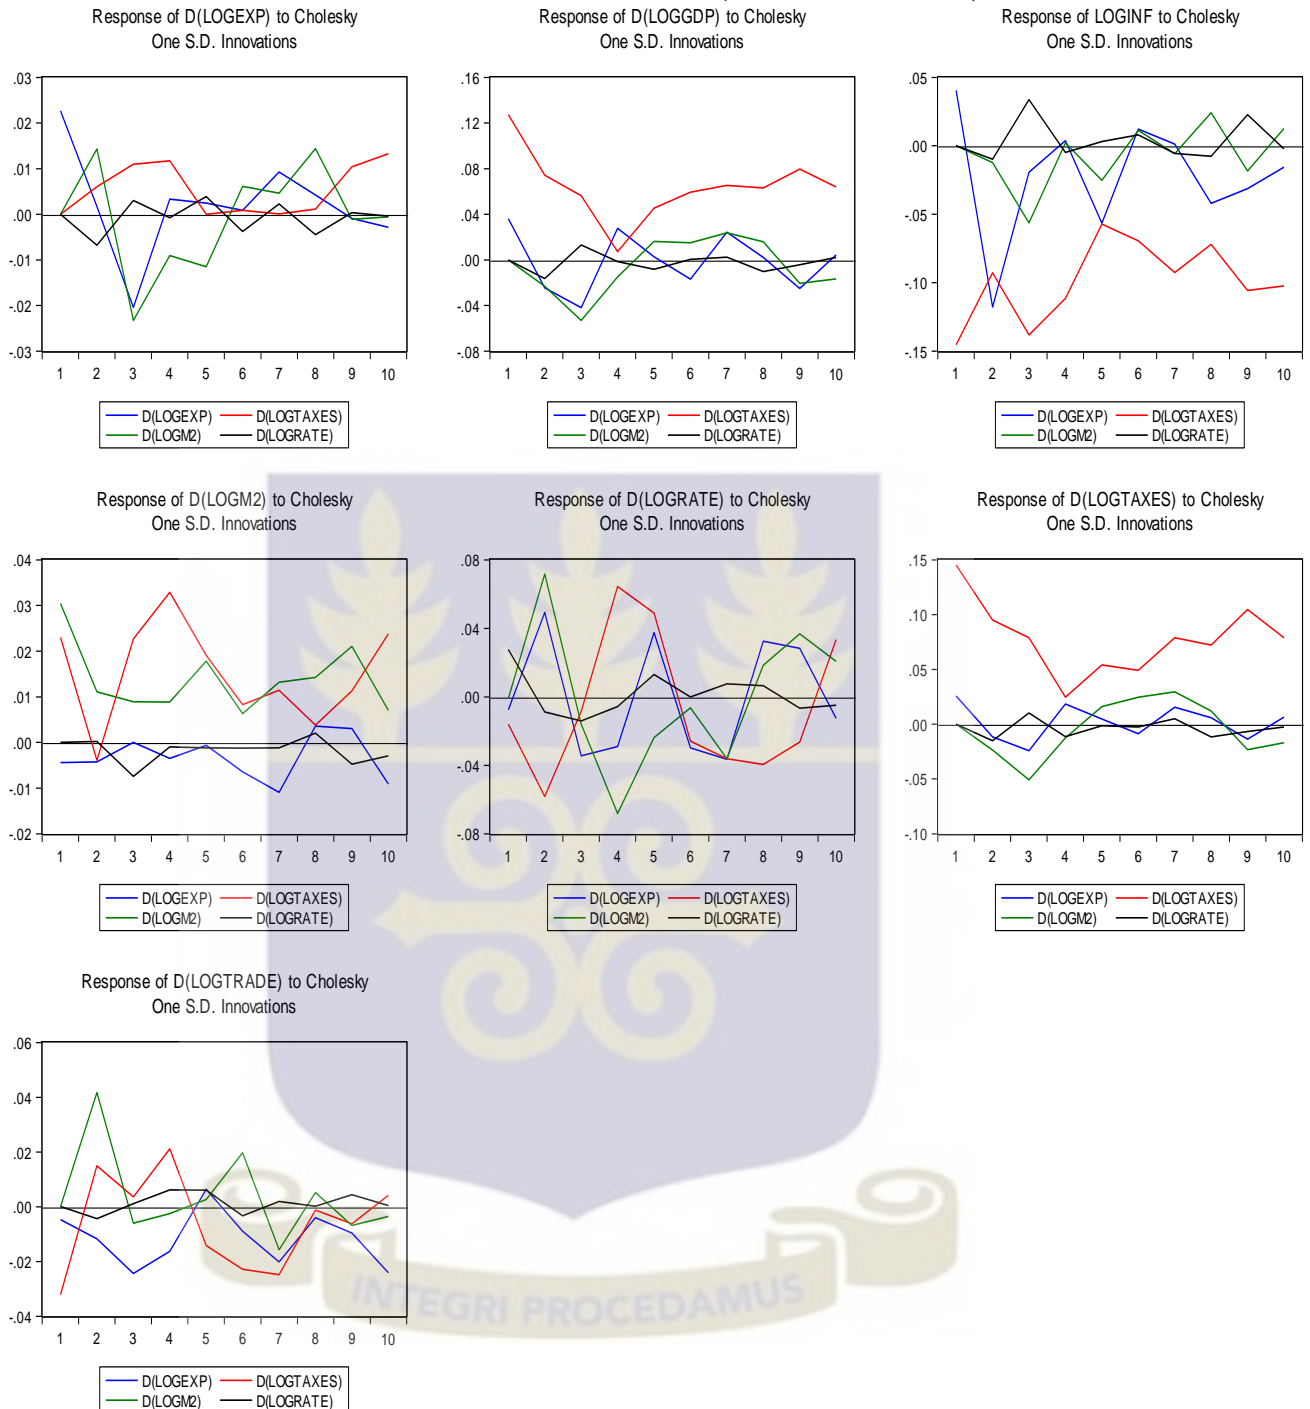 Response of D(LOGEXP) to Cholesky
One S.D. Innovations
.03
.02
.01
.00
-.01
-.02
-.03
1 2 3 4 5 6 7 8 9 10
D(LOGEXP) D(LOGTAXES)
D(LOGM2) D(LOGRATE)
Response of D(LOGGDP) to Cholesky
One S.D. Innovations
.16
.12
.08
.04
.00
-.04
-.08
1 2 3 4 5 6 7 8 9 10
D(LOGEXP) D(LOGTAXES)
D(LOGM2) D(LOGRATE)
Response of LOGINF to Cholesky
One S.D. Innovations
.05
.00
-.05
-.10
-.15
1 2 3 4 5 6 7 8 9 10
D(LOGEXP) D(LOGTAXES)
D(LOGM2) D(LOGRATE)
Response of D(LOGM2) to Cholesky
One S.D. Innovations
.04
.03
.02
.01
.00
-.01
-.02
1 2 3 4 5 6 7 8 9 10
D(LOGEXP) D(LOGTAXES)
D(LOGM2) D(LOGRATE)
Response of D(LOGRATE) to Cholesky
One S.D. Innovations
.08
.04
.00
-.04
-.08
1 2 3 4 5 6 7 8 9 10
D(LOGEXP) D(LOGTAXES)
D(LOGM2) D(LOGRATE)
Response of D(LOGTAXES) to Cholesky
One S.D. Innovations
.15
.10
.05
.00
-.05
-.10
1 2 3 4 5 6 7 8 9 10
D(LOGEXP) D(LOGTAXES)
D(LOGM2) D(LOGRATE)
Response of D(LOGTRADE) to Cholesky
One S.D. Innovations
.06
.04
.02
.00
-.02
-.04
1 2 3 4 5 6 7 8 9 10
D(LOGEXP) D(LOGTAXES)
D(LOGM2) D(LOGRATE)
INTEGRI PROCEDAMUS